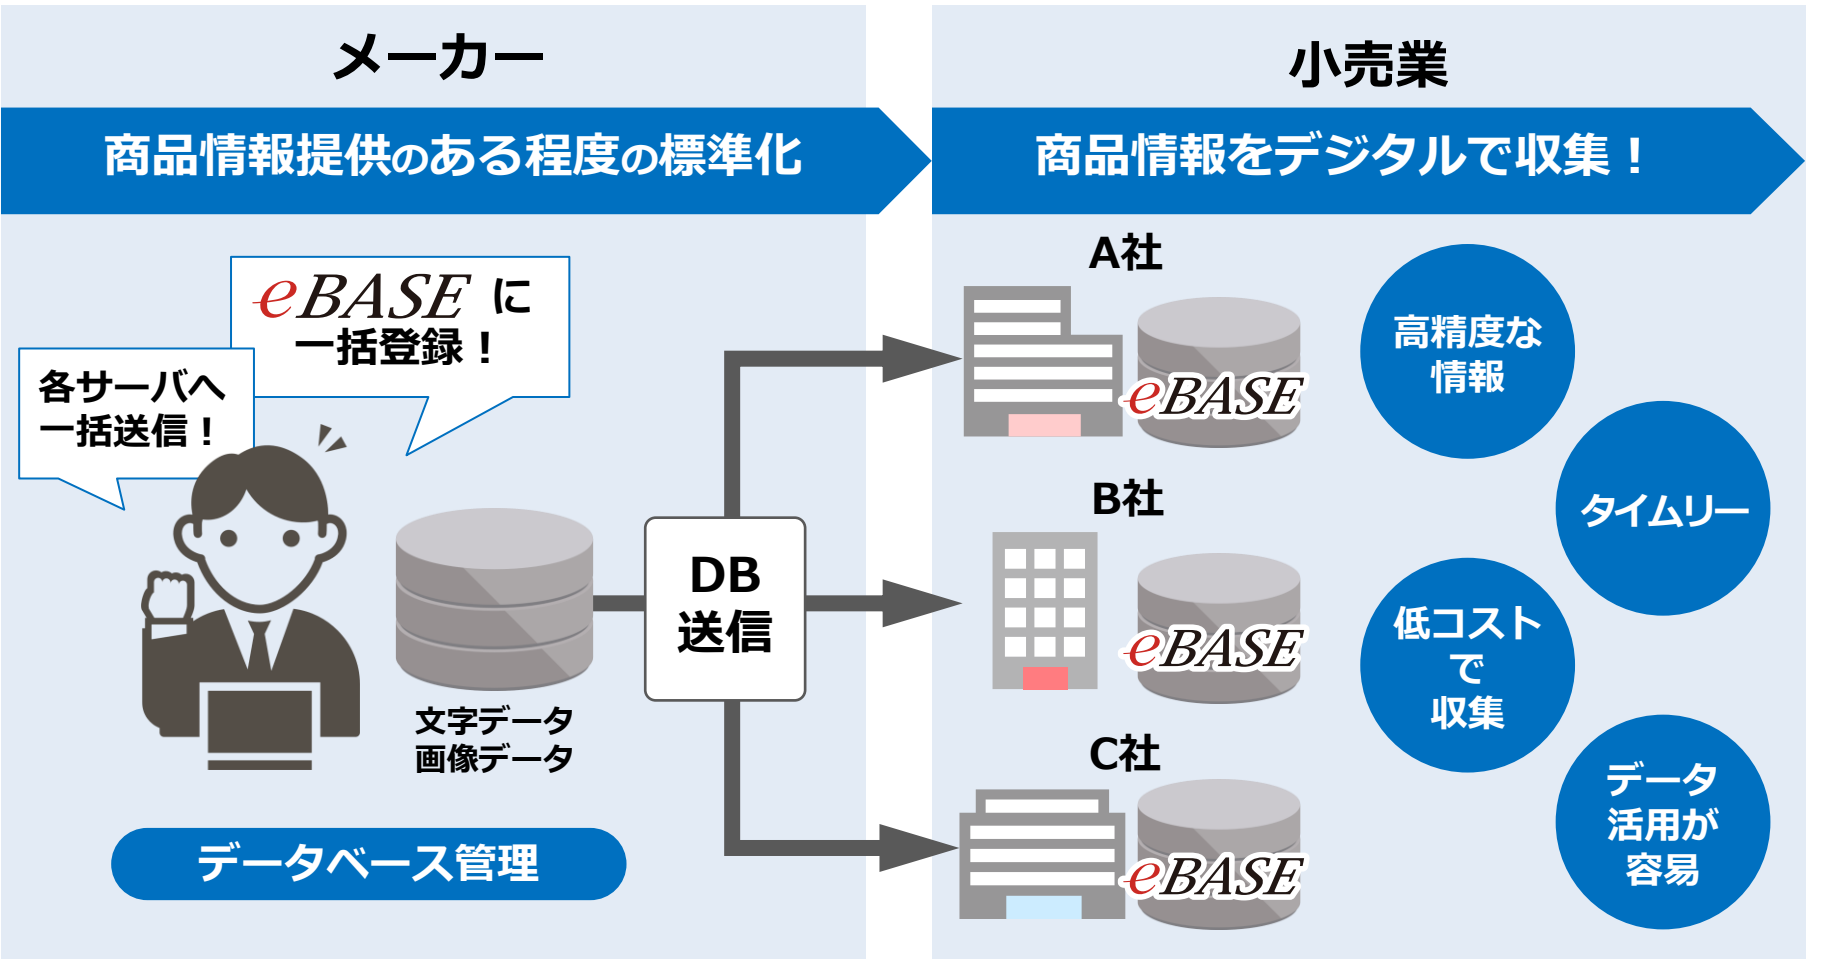 メーカー
商品情報提供のある程度の標準化
eBASE に
一括登録！
各サーバへ
一括送信！
文字データ
画像データ
データベース管理
DB
送信
小売業
商品情報をデジタルで収集！
A社
eBASE
B社
eBASE
C社
eBASE
高精度な
情報
タイムリー
低コスト
で
収集
データ
活用が
容易